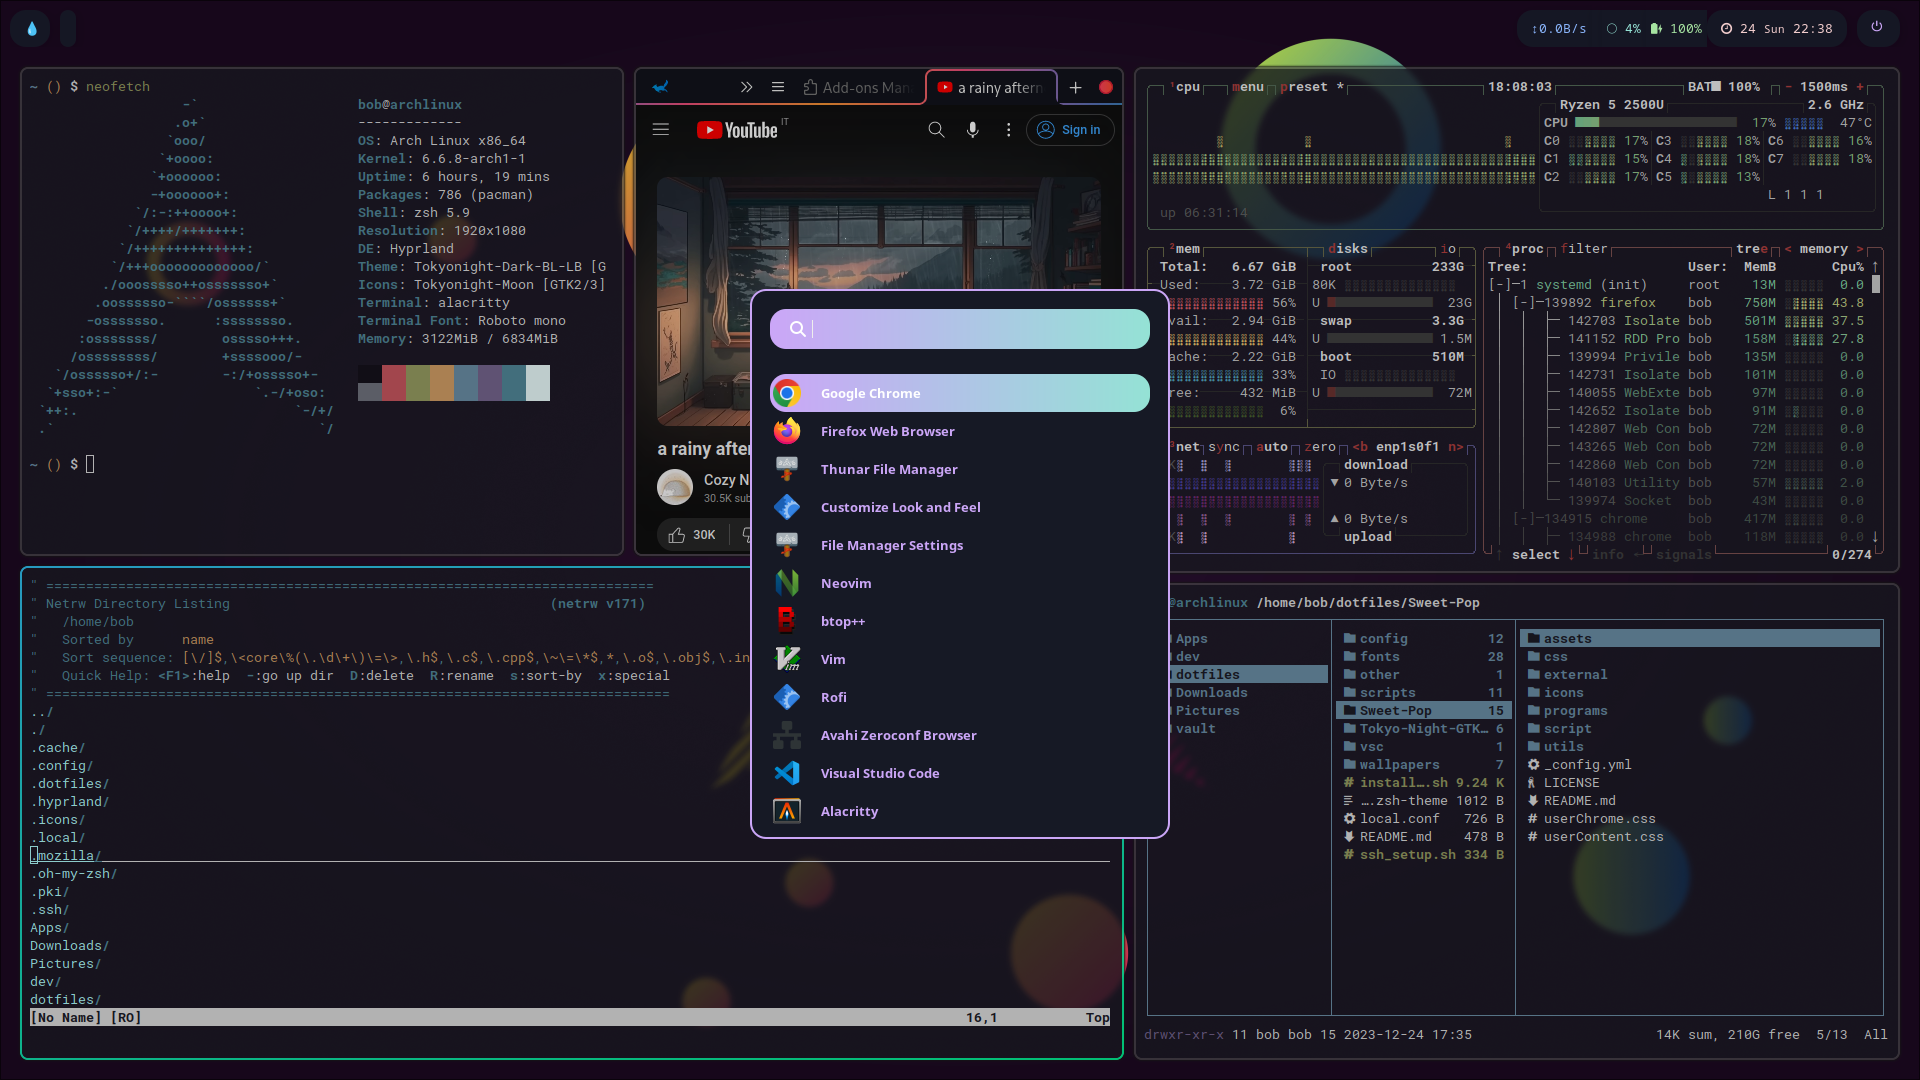 ↕0.0B/s 4% 100% 24 Sun 22:38
~ () $ neofetch
bob@archlinux
-------------
OS: Arch Linux x86_64
Kernel: 6.6.8-arch1-1
Uptime: 6 hours, 19 mins
Packages: 786 (pacman)
Shell: zsh 5.9
Resolution: 1920x1080
DE: Hyprland
Theme: Tokyonight-Dark-BL-LB [G
Icons: Tokyonight-Moon [GTK2/3]
Terminal: alacritty
Terminal Font: Roboto mono
Memory: 3122MiB / 6834MiB
~ () $
Add-ons Man
a rainy aftern
YouTube IT
Sign in
a rainy after
Cozy N
30.5K sub
30K
¹cpu menu preset * 18:08:03 BAT■ 100% - 1500ms +
Ryzen 5 2500U 2.6 GHz
CPU 17% 47°C
C0 17% C3 18% C6 16%
C1 15% C4 18% C7 18%
C2 17% C5 13%
L 1 1 1
up 06:31:14
²mem disks io
Total: 6.67 GiB
Used: 3.72 GiB
56%
vail: 2.94 GiB
44%
ache: 2.22 GiB
33%
ree: 432 MiB
6%
root 233G
80K
U 23G
swap 3.3G
U 1.5M
boot 510M
IO
U 72M
⁴proc filter tree < memory >
Tree: User: MemB Cpu% ↑
[-]─1 systemd (init) root 13M 0.0
[-]─139892 firefox bob 750M 43.8
142703 Isolate bob 501M 37.5
141152 RDD Pro bob 158M 27.8
139994 Privile bob 135M 0.0
142731 Isolate bob 101M 0.0
140055 WebExte bob 97M 0.0
142652 Isolate bob 91M 0.0
142807 Web Con bob 72M 0.0
143265 Web Con bob 72M 0.0
142860 Web Con bob 72M 0.0
140103 Utility bob 57M 2.0
139974 Socket bob 43M 0.0
[-]─134915 chrome bob 417M 0.0
134988 chrome bob 118M 0.0 ↓
↑ select ↓ info ↵ signals 0/274
³net sync auto zero <b enp1s0f1 n>
download
▼ 0 Byte/s
▲ 0 Byte/s
upload
Google Chrome
Firefox Web Browser
Thunar File Manager
Customize Look and Feel
File Manager Settings
Neovim
btop++
Vim
Rofi
Avahi Zeroconf Browser
Visual Studio Code
Alacritty
" ============================================================================
" Netrw Directory Listing (netrw v171)
" /home/bob
" Sorted by name
" Sort sequence: [\/]$,\<core\%(\.\d\+\)\=\>,\.h$,\.c$,\.cpp$,\~\=\*$,*,\.o$,\.obj$,\.in
" Quick Help: <F1>:help -:go up dir D:delete R:rename s:sort-by x:special
" ==============================================================================
../
./
.cache/
.config/
.dotfiles/
.hyprland/
.icons/
.local/
.mozilla/
.oh-my-zsh/
.pki/
.ssh/
Apps/
Downloads/
Pictures/
dev/
dotfiles/
[No Name] [RO] 16,1 Top
@archlinux /home/bob/dotfiles/Sweet-Pop
Apps
dev
dotfiles
Downloads
Pictures
vault
config 12
fonts 28
other 1
scripts 11
Sweet-Pop 15
Tokyo-Night-GTK… 6
vsc 1
wallpapers 7
# install….sh 9.24 K
….zsh-theme 1012 B
local.conf 726 B
README.md 478 B
# ssh_setup.sh 334 B
assets
css
external
icons
programs
script
utils
_config.yml
LICENSE
README.md
# userChrome.css
# userContent.css
drwxr-xr-x 11 bob bob 15 2023-12-24 17:35 14K sum, 210G free 5/13 All